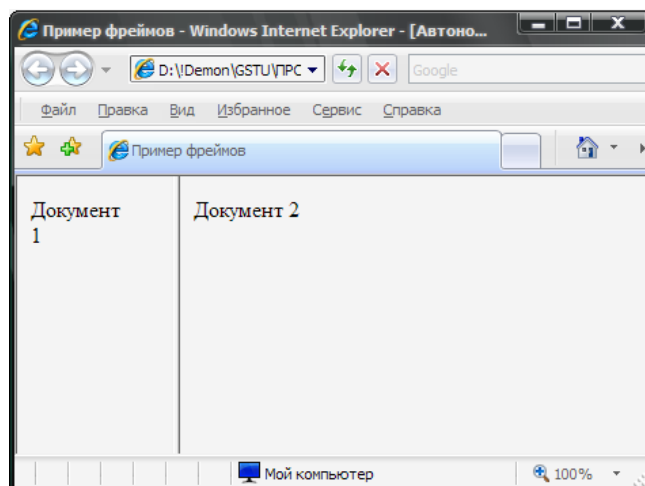 Пример фреймов - Windows Internet Explorer - [Автоно...
D:\!Demon\GSTU\ПРС
Google
Файл Правка Вид Избранное Сервис Справка
Пример фреймов
Документ
1
Документ 2
Мой компьютер
100%